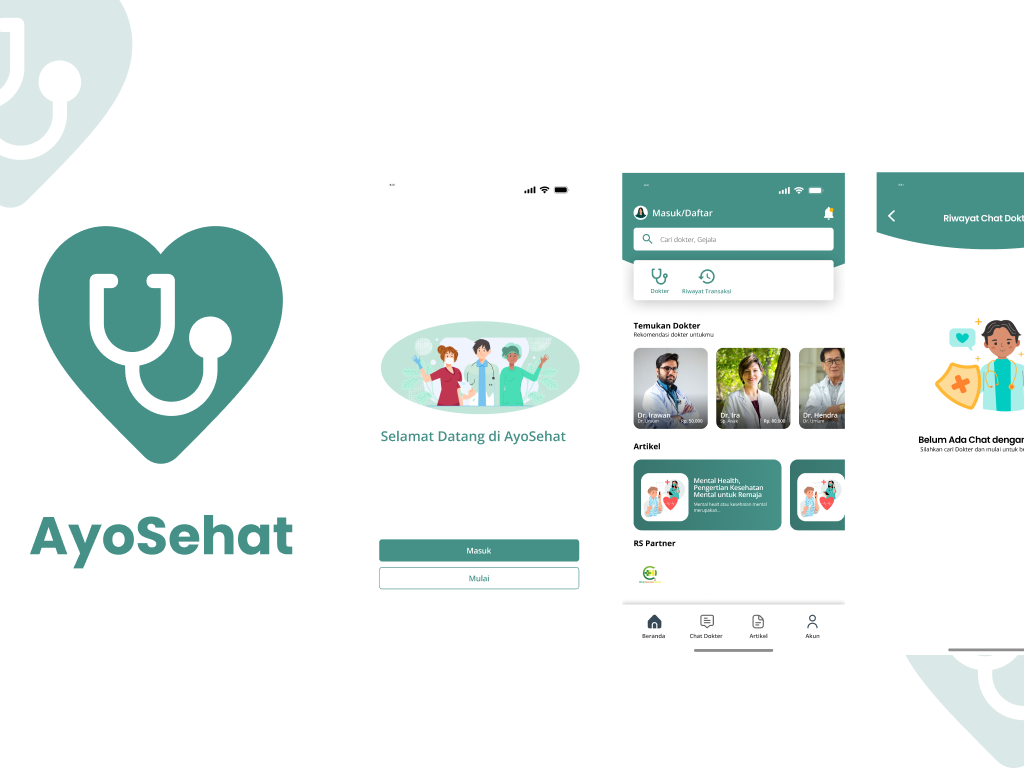 AyoSehat
Selamat Datang di AyoSehat
Masuk
Mulai
Masuk/Daftar
Cari dokter, Gejala
Dokter
Riwayat Transaksi
Temukan Dokter
Rekomendasi dokter untukmu
Dr. Irawan
Dr. Umum
Rp. 50.000
Dr. Ira
Sp. Anak
Rp. 80.000
Dr. Hendra
Dr. Umum
Artikel
Mental Health,
Pengertian Kesehatan
Mental untuk Remaja
Mental heatl atau kesehatan mental
merupakan...
RS Partner
Beranda
Chat Dokter
Artikel
Akun
Riwayat Chat Dokt
Belum Ada Chat dengan
Silahkan cari Dokter dan mulai untuk be